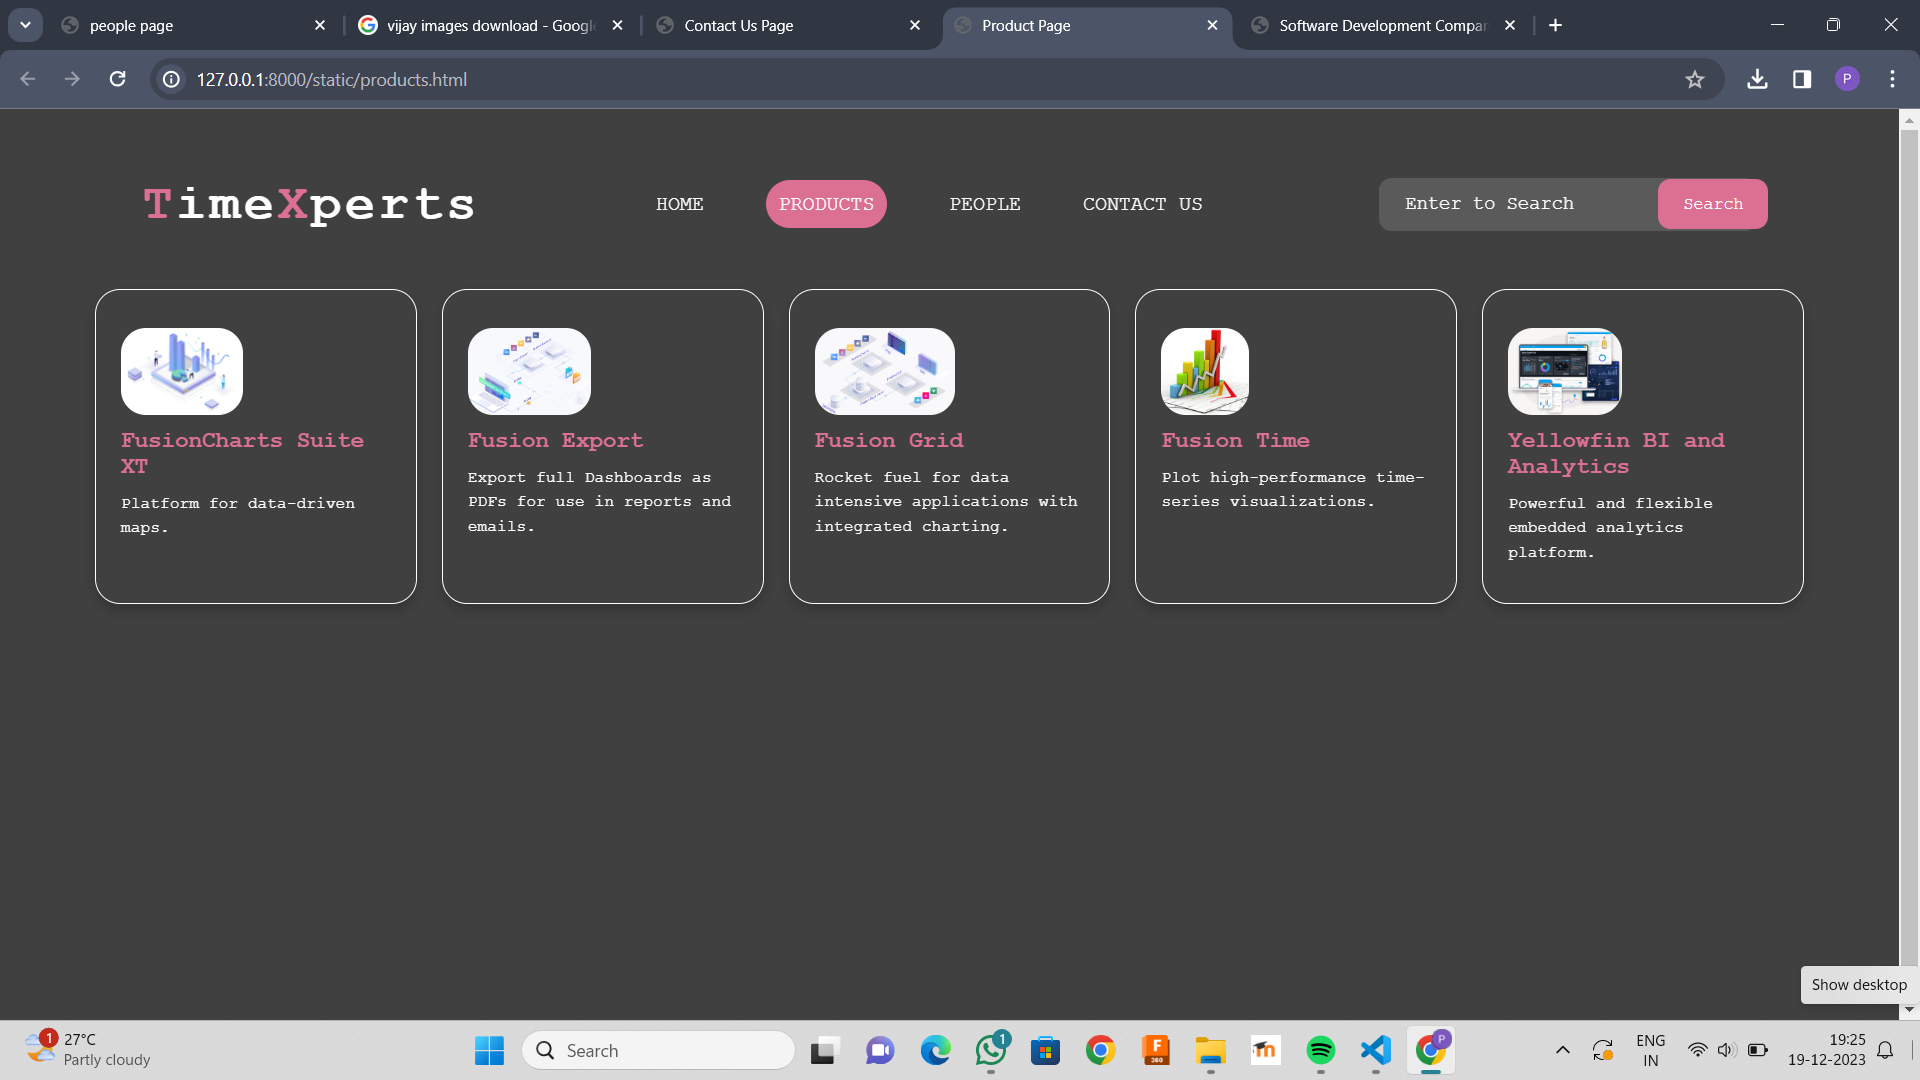 people page
vijay images download - Google
Contact Us Page
Product Page
Software Development Compan
127.0.0.1:8000/static/products.html
P
TimeXperts
HOME
PRODUCTS
PEOPLE
CONTACT US
Enter to Search
Search
FusionCharts Suite
XT
Platform for data-driven
maps.
Fusion Export
Export full Dashboards as
PDFs for use in reports and
emails.
Fusion Grid
Rocket fuel for data
intensive applications with
integrated charting.
Fusion Time
Plot high-performance time-
series visualizations.
Yellowfin BI and
Analytics
Powerful and flexible
embedded analytics
platform.
Show desktop
1
27°C
Partly cloudy
Search
1
F
360
P
ENG
IN
19:25
19-12-2023